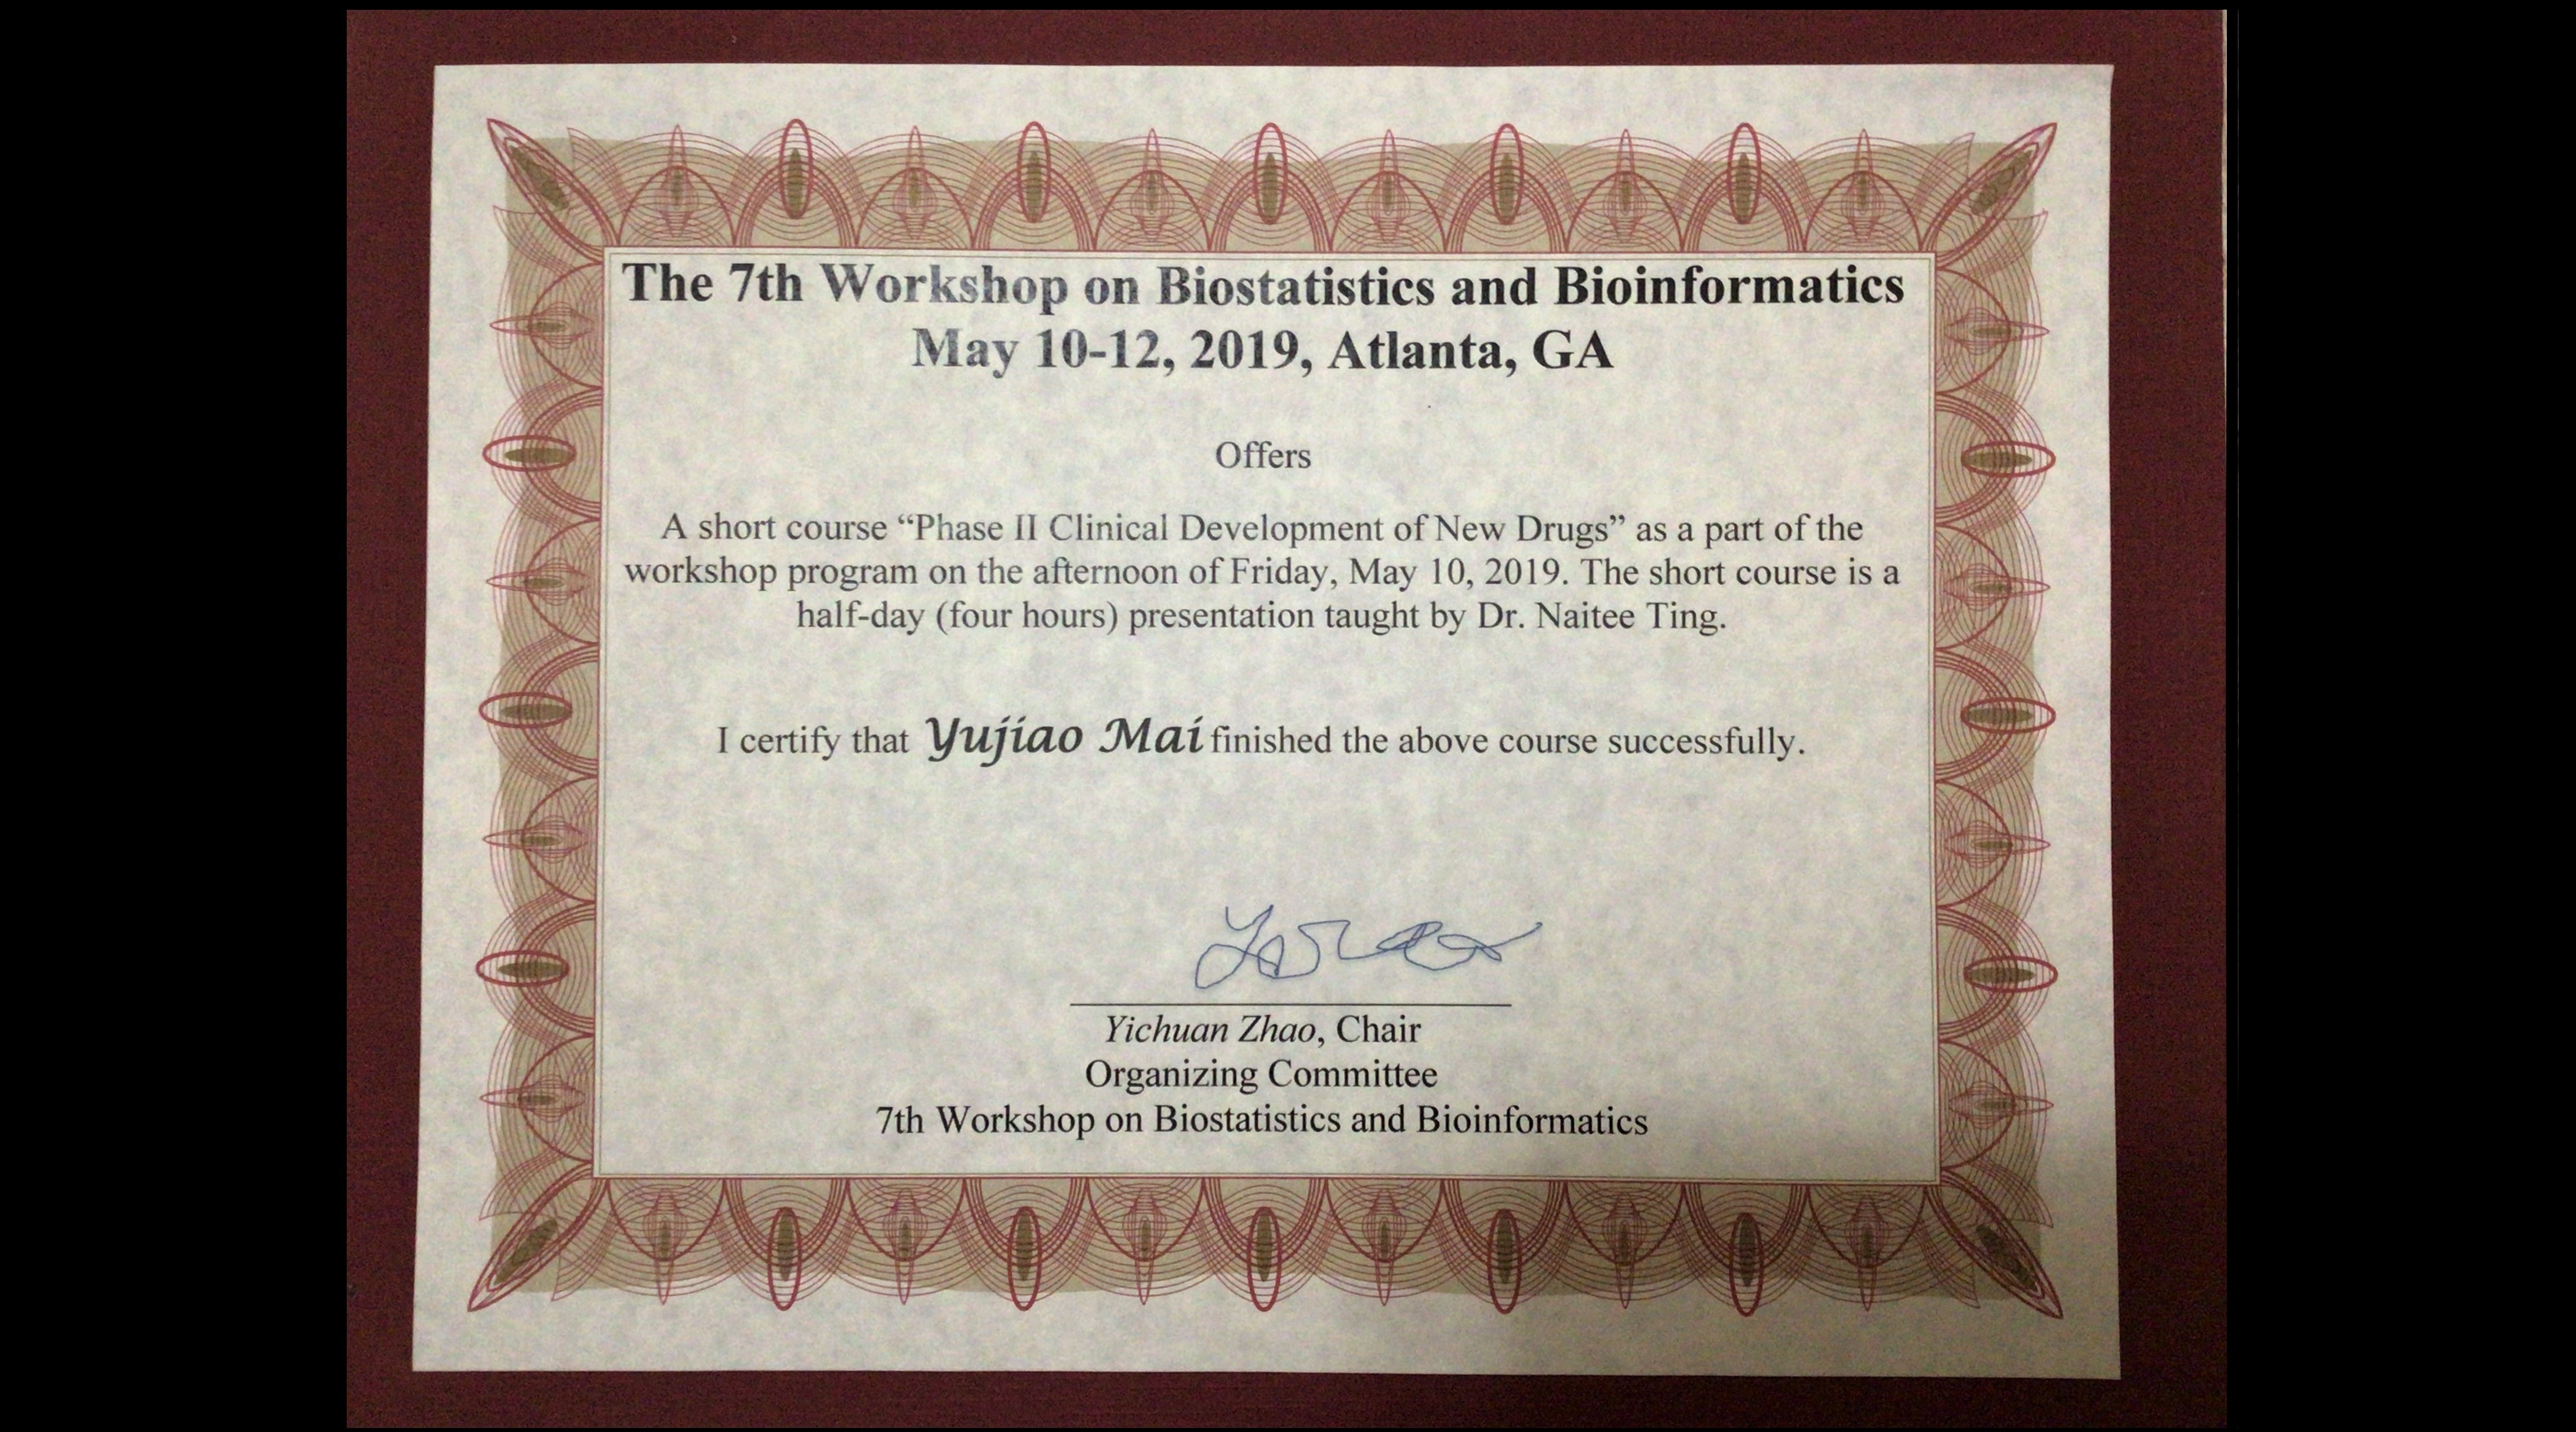 The 7th Workshop on Biostatistics and Bioinformatics
May 10-12, 2019, Atlanta, GA
Offers
A short course “Phase II Clinical Development of New Drugs” as a part of the
workshop program on the afternoon of Friday, May 10, 2019. The short course is a
half-day (four hours) presentation taught by Dr. Naitee Ting.
I certify that Yujiao Mai finished the above course successfully.
Yichuan Zhao, Chair
Organizing Committee
7th Workshop on Biostatistics and Bioinformatics